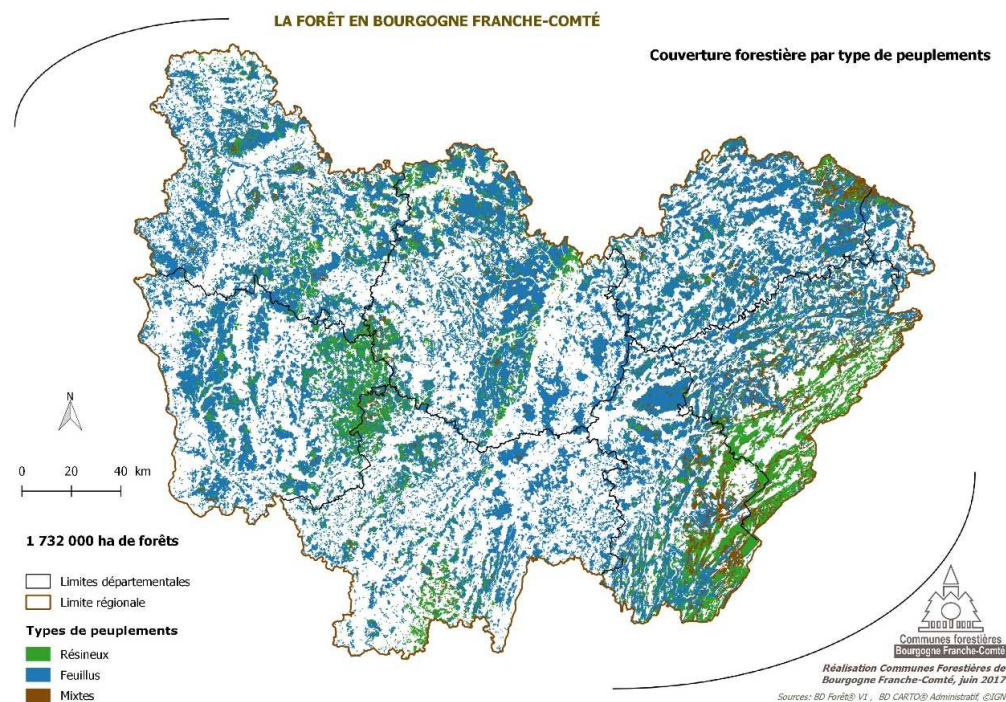 LA FORÊT EN BOURGOGNE FRANCHE-COMTÉ
Couverture forestière par type de peuplements
N
0 20 40 km
1 732 000 ha de forêts
Limites départementales
Limite régionale
Types de peuplements
Résineux
Feuillus
Mixtes
Communes forestières
Bourgogne Franche-Comté
Réalisation Communes Forestières de
Bourgogne Franche-Comté, juin 2017
Sources: BD Forêt® V1 , BD CARTO® Administratif, ©IGN